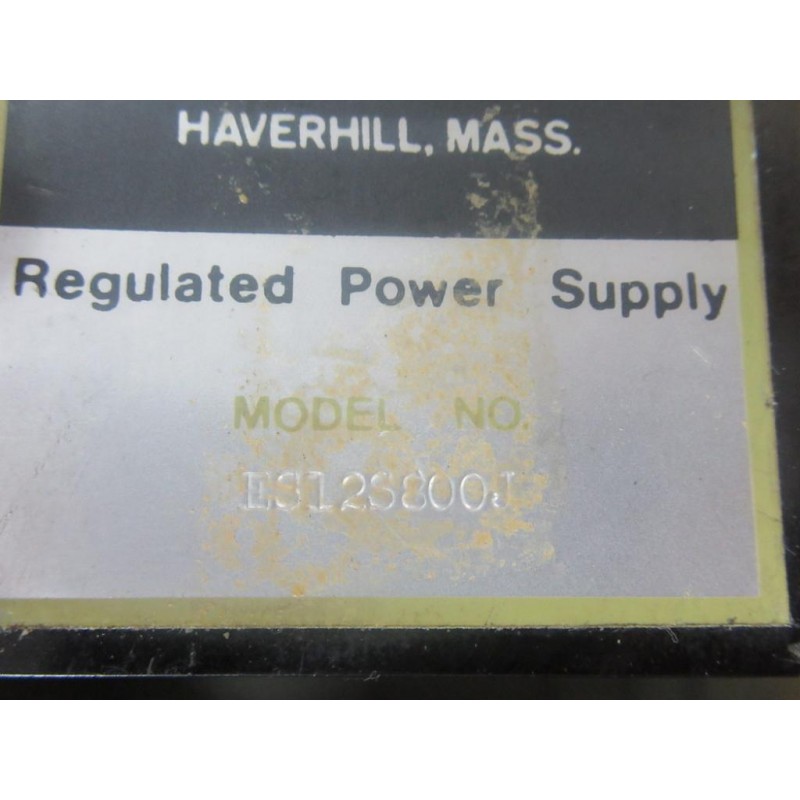 HAVERHILL, MASS.
Regulated Power Supply
MODEL NO.
ES12S800J